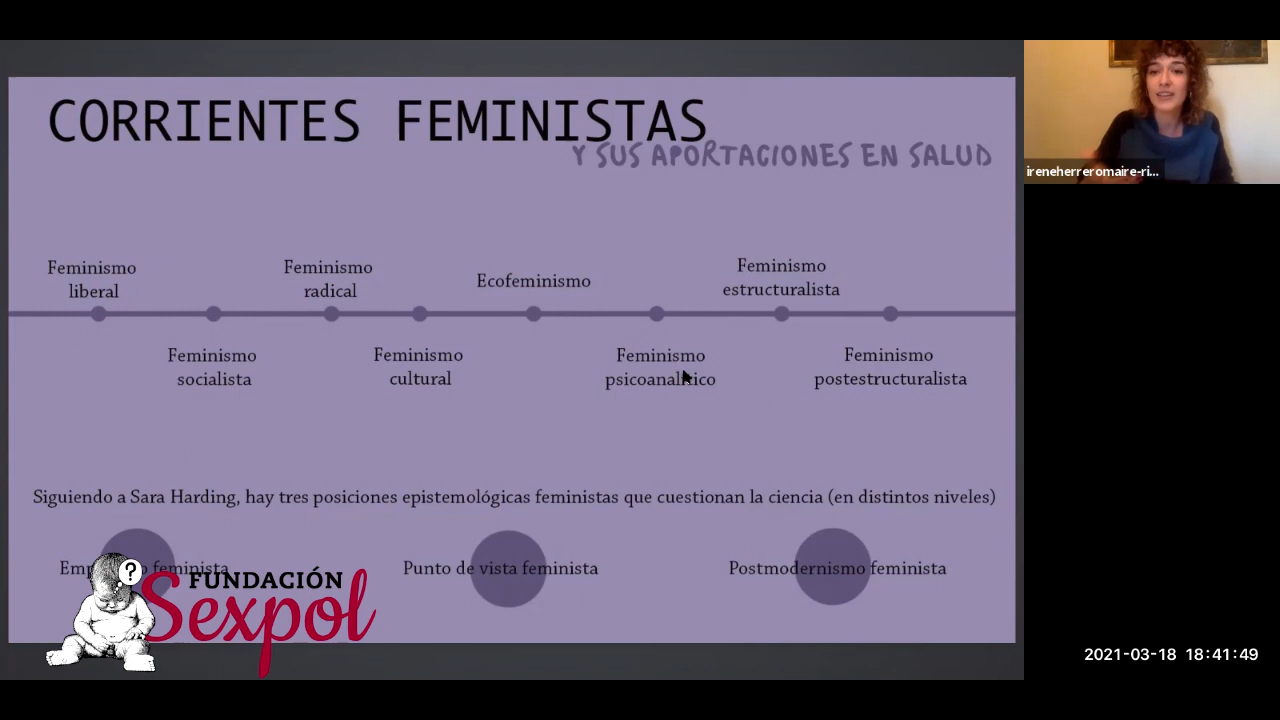 CORRIENTES FEMINISTAS
Y SUS APORTACIONES EN SALUD
ireneherreromaire-ri...
Feminismo
liberal
Feminismo
radical
Ecofeminismo
Feminismo
estructuralista
Feminismo
socialista
Feminismo
cultural
Feminismo
psicoanalítico
Feminismo
postestructuralista
Siguiendo a Sara Harding, hay tres posiciones epistemológicas feministas que cuestionan la ciencia (en distintos niveles)
feminista
Punto de vista feminista
Postmodernismo feminista
?
FUNDACIÓN
Sexpol
2021-03-18 18:41:49